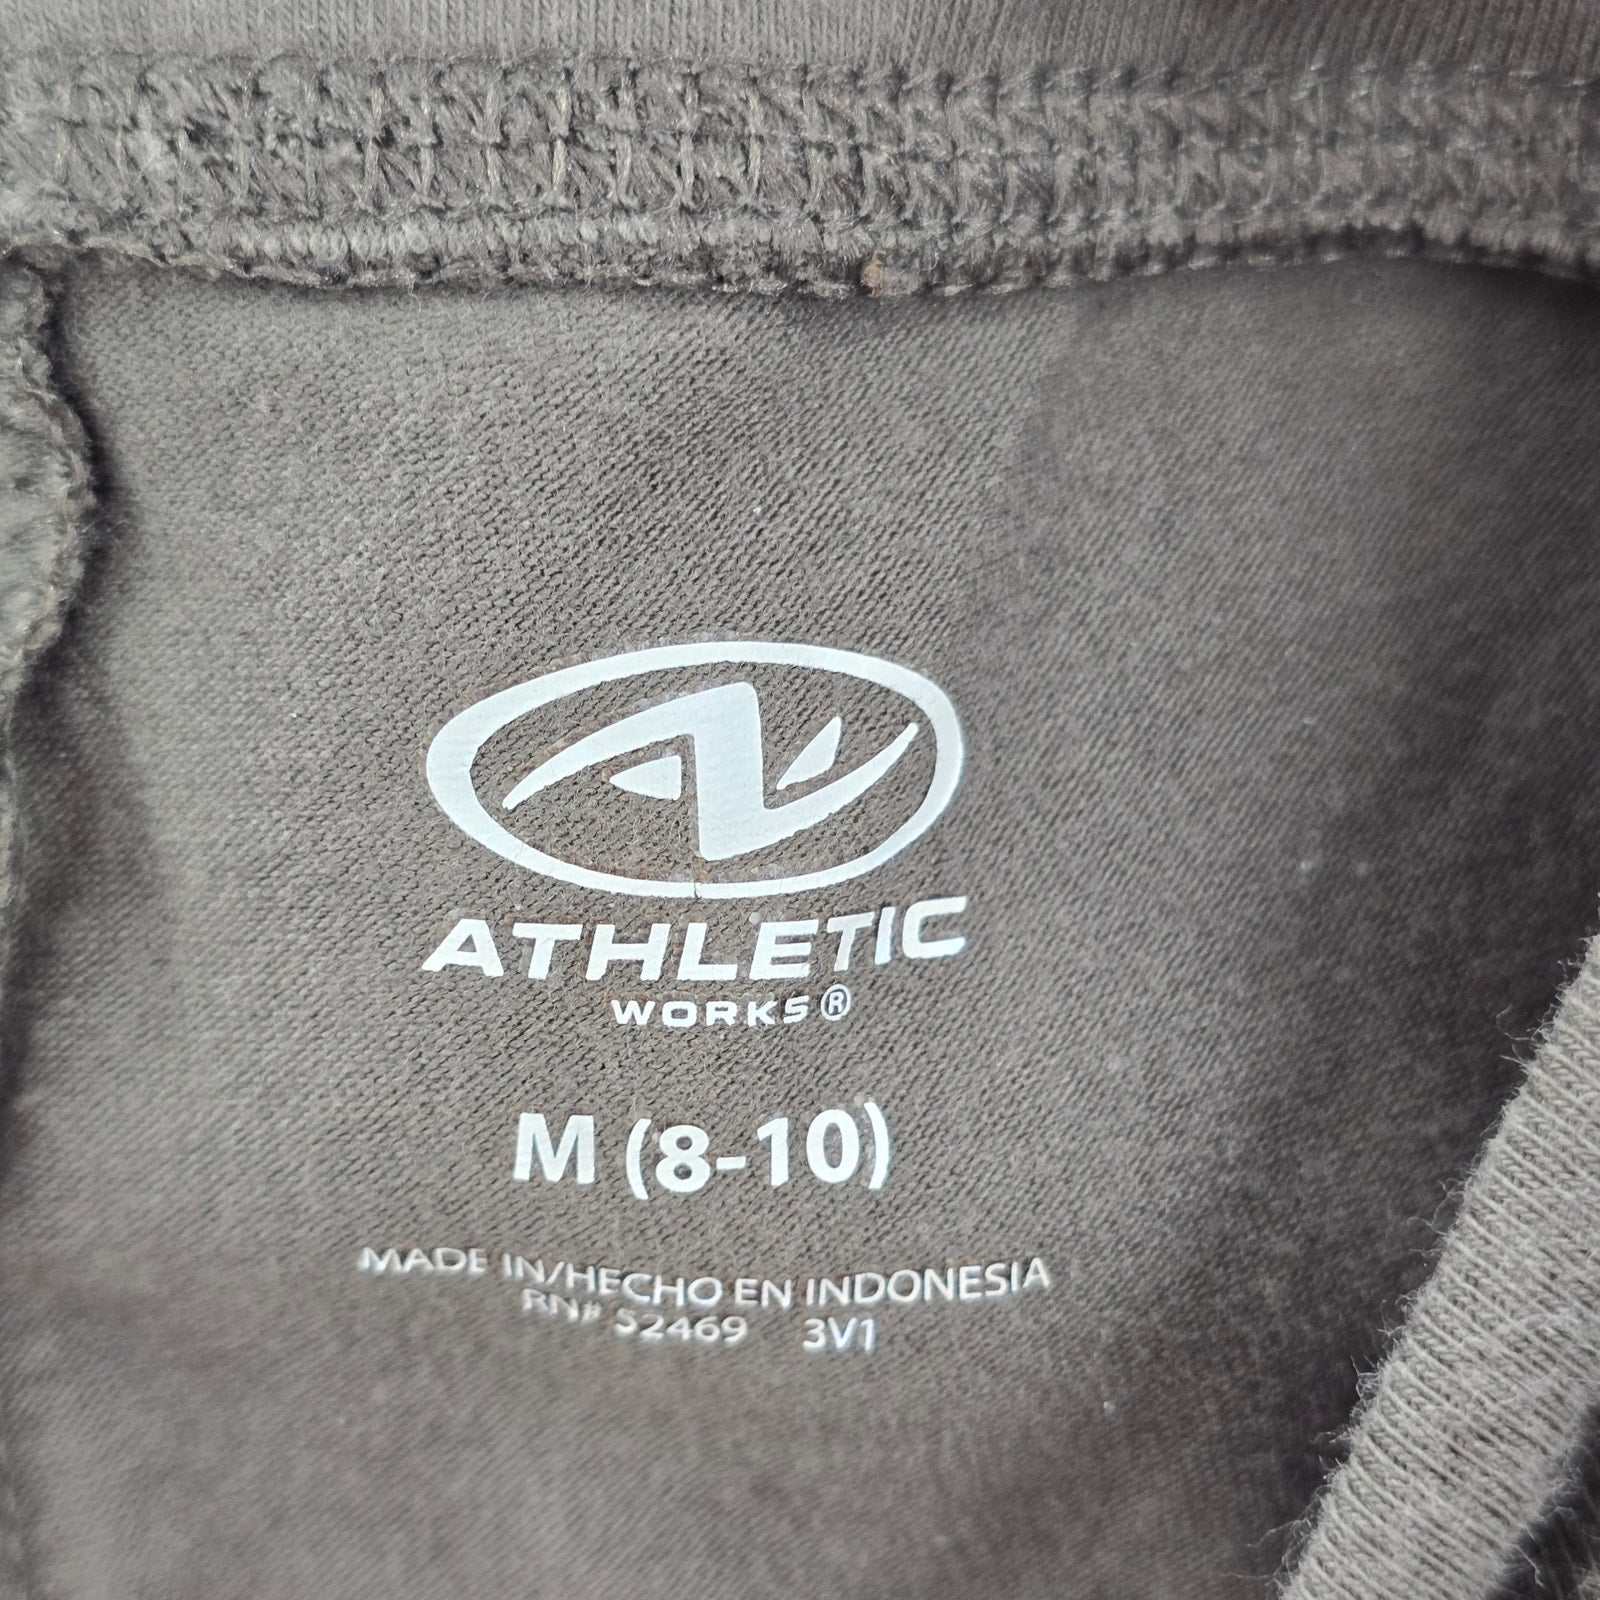 ATHLETIC
WORKS®
M (8-10)
MADE IN/HECHO EN INDONESIA
RN# 52469 3V1